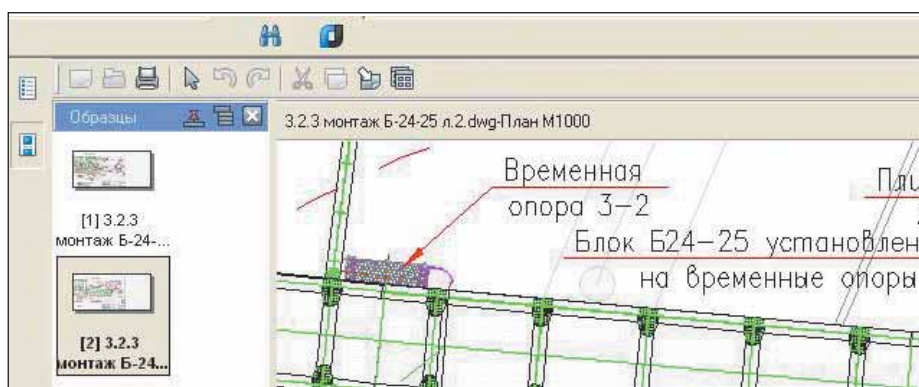 Образцы
[1] 3.2.3
монтаж Б-24-...
[2] 3.2.3
монтаж Б-24...
3.2.3 монтаж Б-24-25 л.2.dwg-План М1000
Временная
опора 3-2
Пли
Блок Б24-25 установлен
на временные опоры